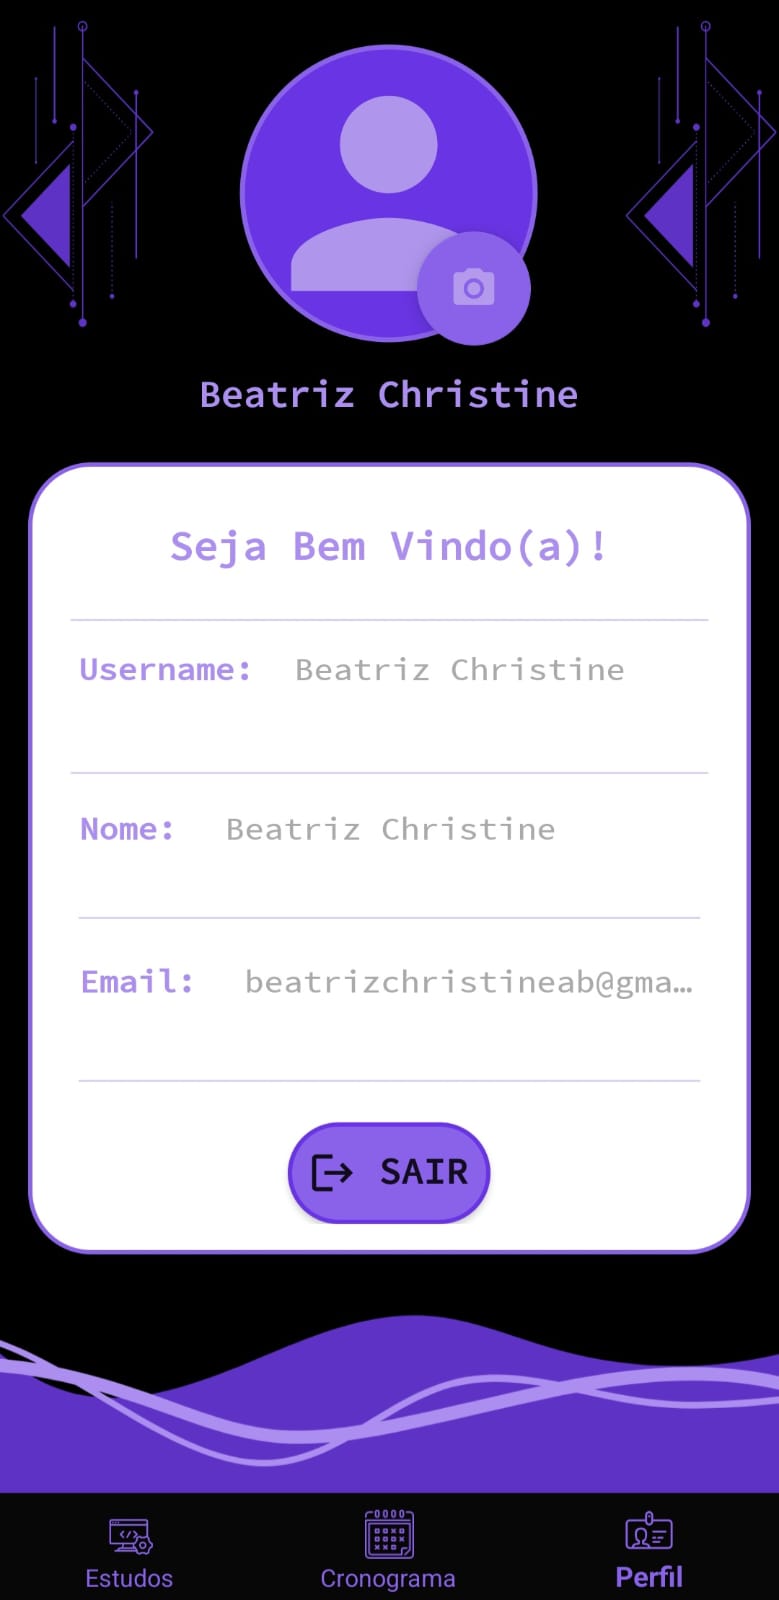 Beatriz Christine
Seja Bem Vindo(a)!
Username: Beatriz Christine
Nome: Beatriz Christine
Email: beatrizchristineab@gma…
SAIR
Estudos Cronograma Perfil